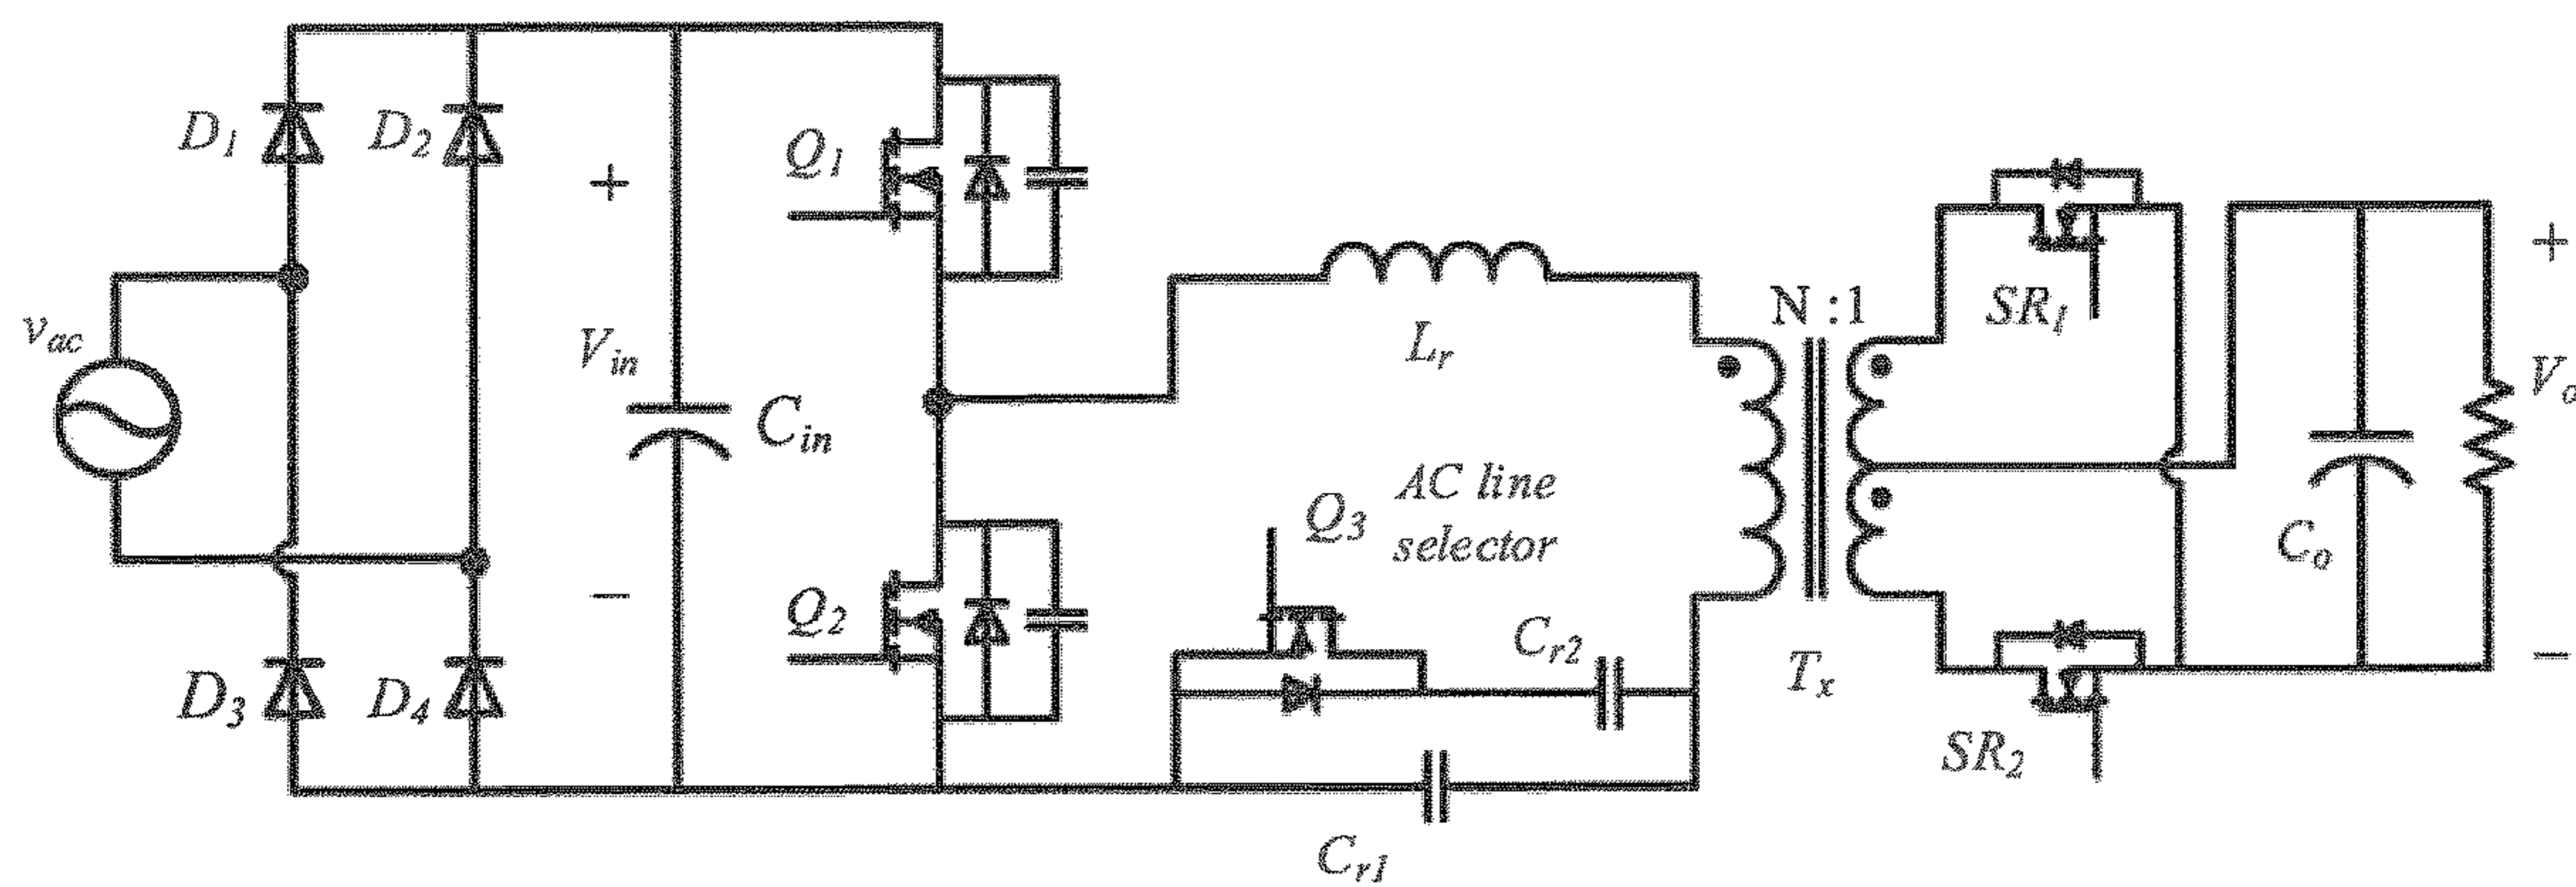 D1
D2
vac
D3
D4
+
Vin
−
Cin
Q1
Q2
Lr
Q3
AC line
selector
Cr2
Cr1
N :1
Tx
SR1
SR2
Co
+
Vo
−